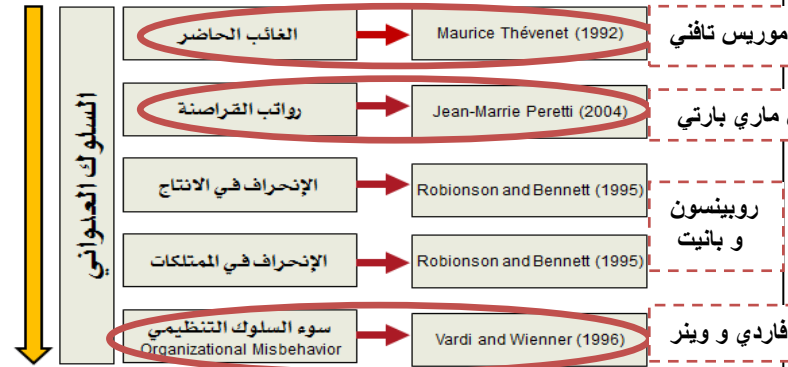 السلوك العدواني
الغائب الحاضر
Maurice Thévenet (1992)
موريس تافني
رواتب القراصنة
Jean-Marrie Peretti (2004)
ماري بارتي
الإنحراف في الانتاج
Robionson and Bennett (1995)
روبينسون
و بانيت
الإنحراف في الممتلكات
Robionson and Bennett (1995)
سوء السلوك التنظيمي
Organizational Misbehavior
Vardi and Wienner (1996)
فاردي و وينر